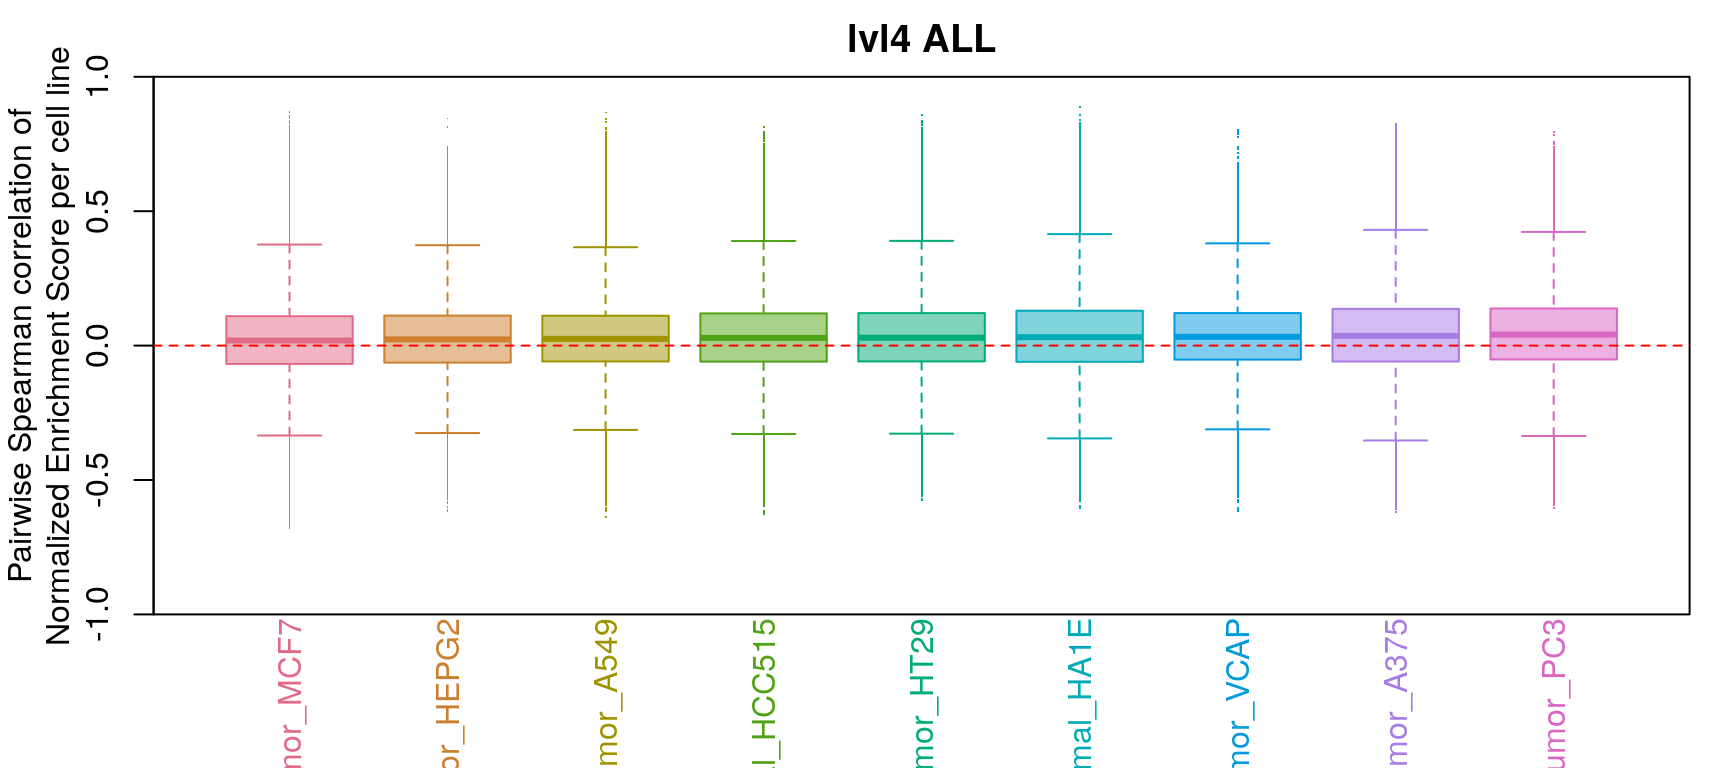 lvl4 ALL
Pairwise Spearman correlation of
Normalized Enrichment Score per cell line
1.0
0.5
0.0
-0.5
-1.0
mor_MCF7
or_HEPG2
mor_A549
l_HCC515
mor_HT29
mal_HA1E
mor_VCAP
mor_A375
umor_PC3